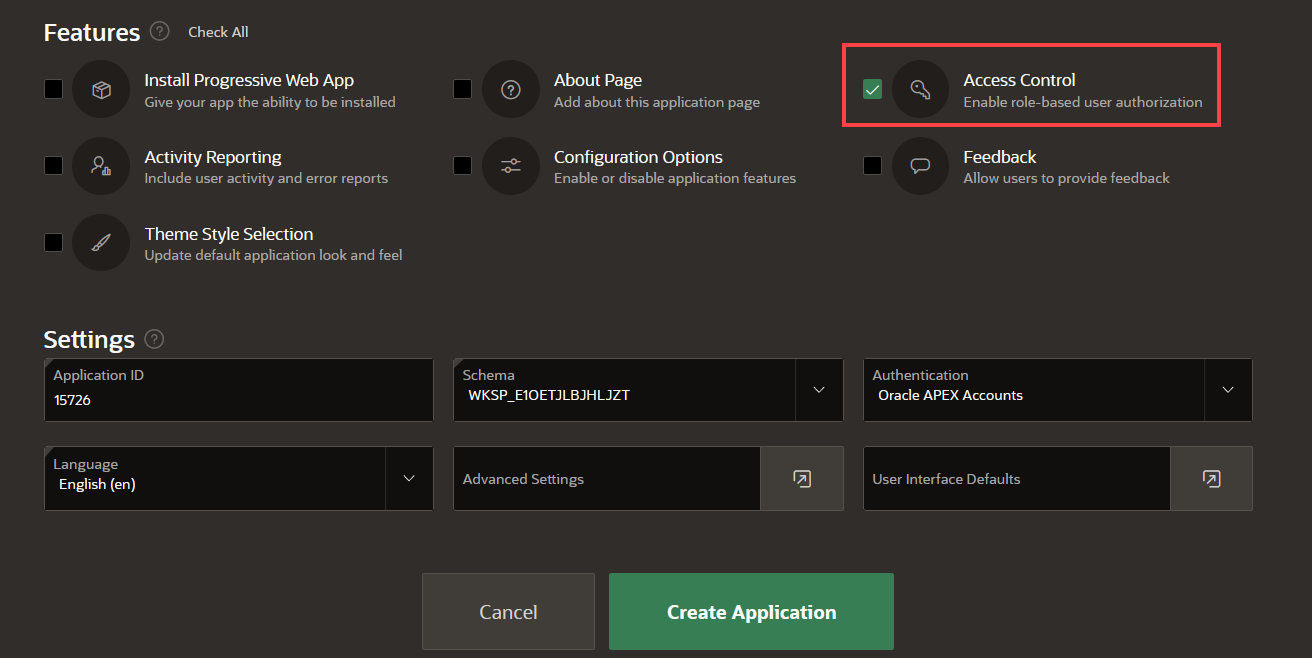 Features ? Check All
Install Progressive Web App
Give your app the ability to be installed
About Page
Add about this application page
Access Control
Enable role-based user authorization
Activity Reporting
Include user activity and error reports
Configuration Options
Enable or disable application features
Feedback
Allow users to provide feedback
Theme Style Selection
Update default application look and feel
Settings ?
Application ID
15726
Schema
WKSP_E1OETJLBJHLJZT
Authentication
Oracle APEX Accounts
Language
English (en)
Advanced Settings
User Interface Defaults
Cancel
Create Application